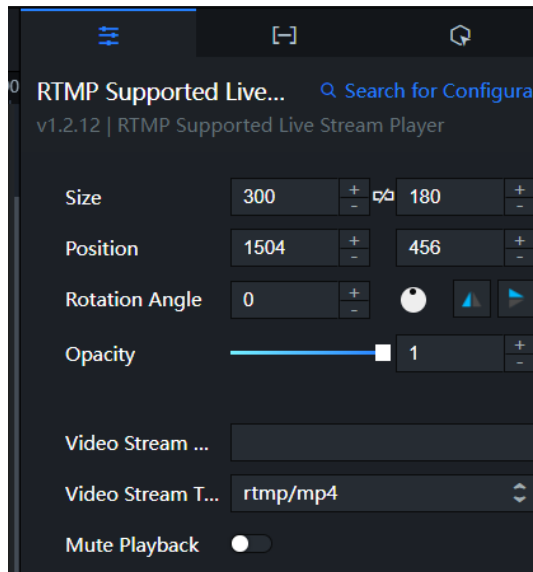 RTMP Supported Live... Search for Configura
v1.2.12 | RTMP Supported Live Stream Player
Size 300 + - 180 + -
Position 1504 + - 456 + -
Rotation Angle 0 + -
Opacity 1 + -
Video Stream ...
Video Stream T... rtmp/mp4
Mute Playback